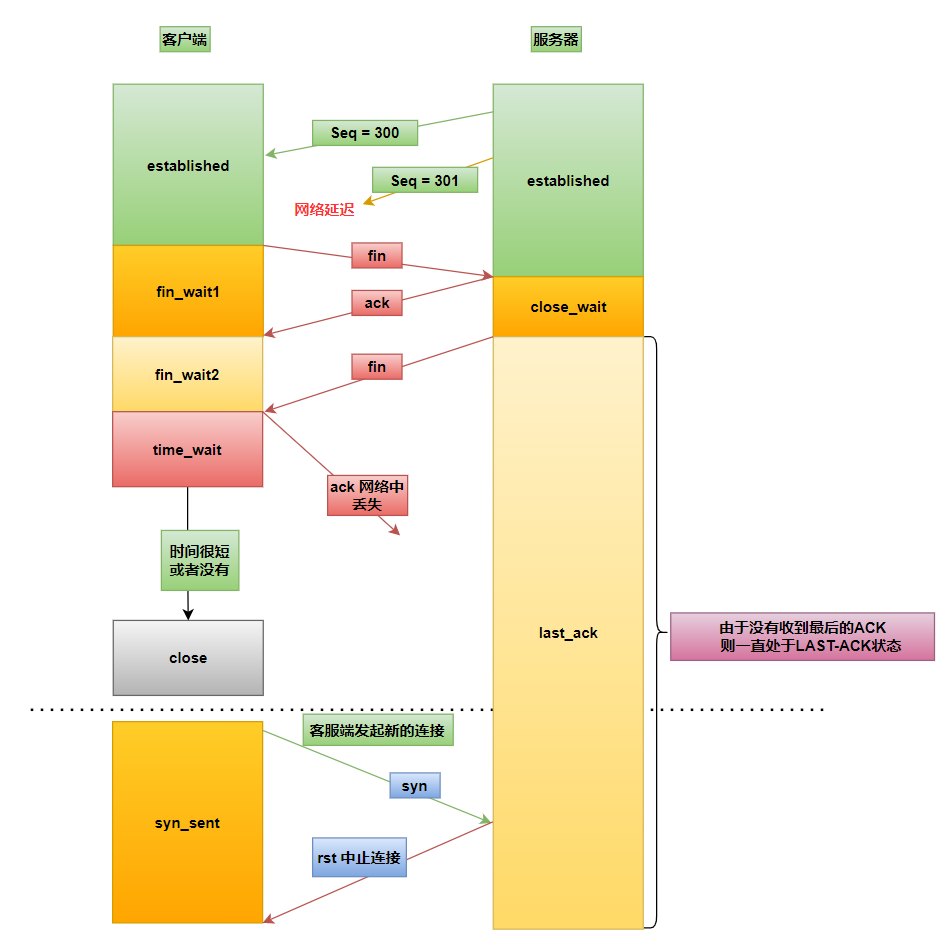 客户端
服务器
Seq = 300
established
Seq = 301
established
网络延迟
fin
fin_wait1
ack
close_wait
fin
fin_wait2
time_wait
ack 网络中
丢失
时间很短
或者没有
last_ack
由于没有收到最后的ACK
则一直处于LAST-ACK状态
close
客服端发起新的连接
syn
syn_sent
rst 中止连接